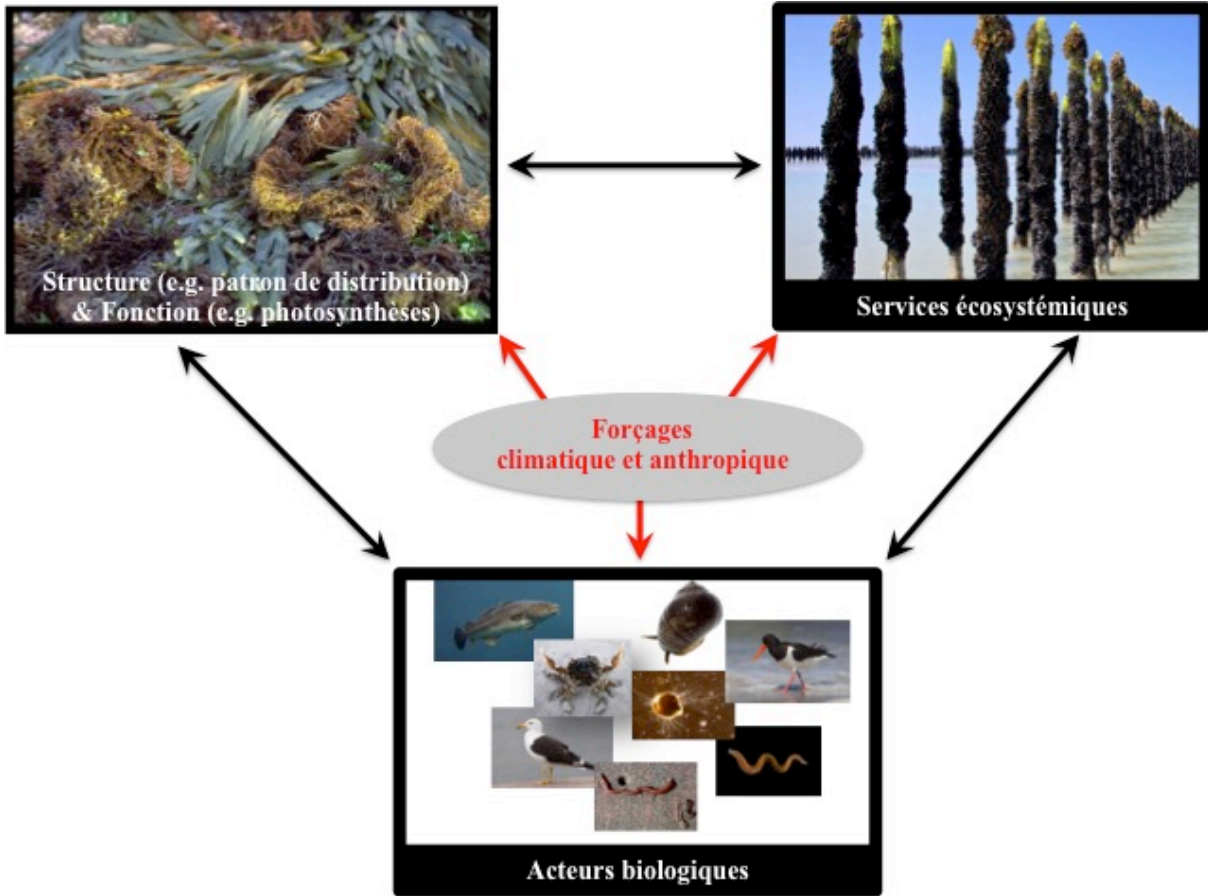 Structure (e.g. patron de distribution)
& Fonction (e.g. photosynthèses)
Services écosystémiques
Forçages
climatique et anthropique
Acteurs biologiques